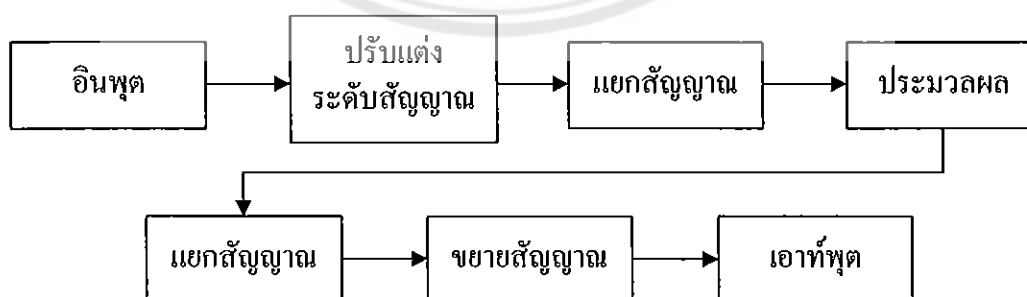 อินพุต
ปรับแต่ง
ระดับสัญญาณ
แยกสัญญาณ
ประมวลผล
แยกสัญญาณ
ขยายสัญญาณ
เอาท์พุต